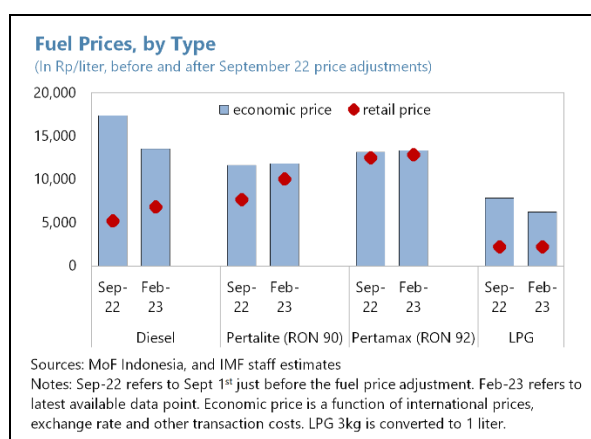 Fuel Prices, by Type
(In Rp/liter, before and after September 22 price adjustments)
20,000
economic price
retail price
15,000
10,000
5,000
0
Sep-
22
Feb-
23
Sep-
22
Feb-
23
Sep-
22
Feb-
23
Sep-
22
Feb-
23
Diesel
Pertalite (RON 90)
Pertamax (RON 92)
LPG
Sources: MoF Indonesia, and IMF staff estimates
Notes: Sep-22 refers to Sept 1st just before the fuel price adjustment. Feb-23 refers to
latest available data point. Economic price is a function of international prices,
exchange rate and other transaction costs. LPG 3kg is converted to 1 liter.